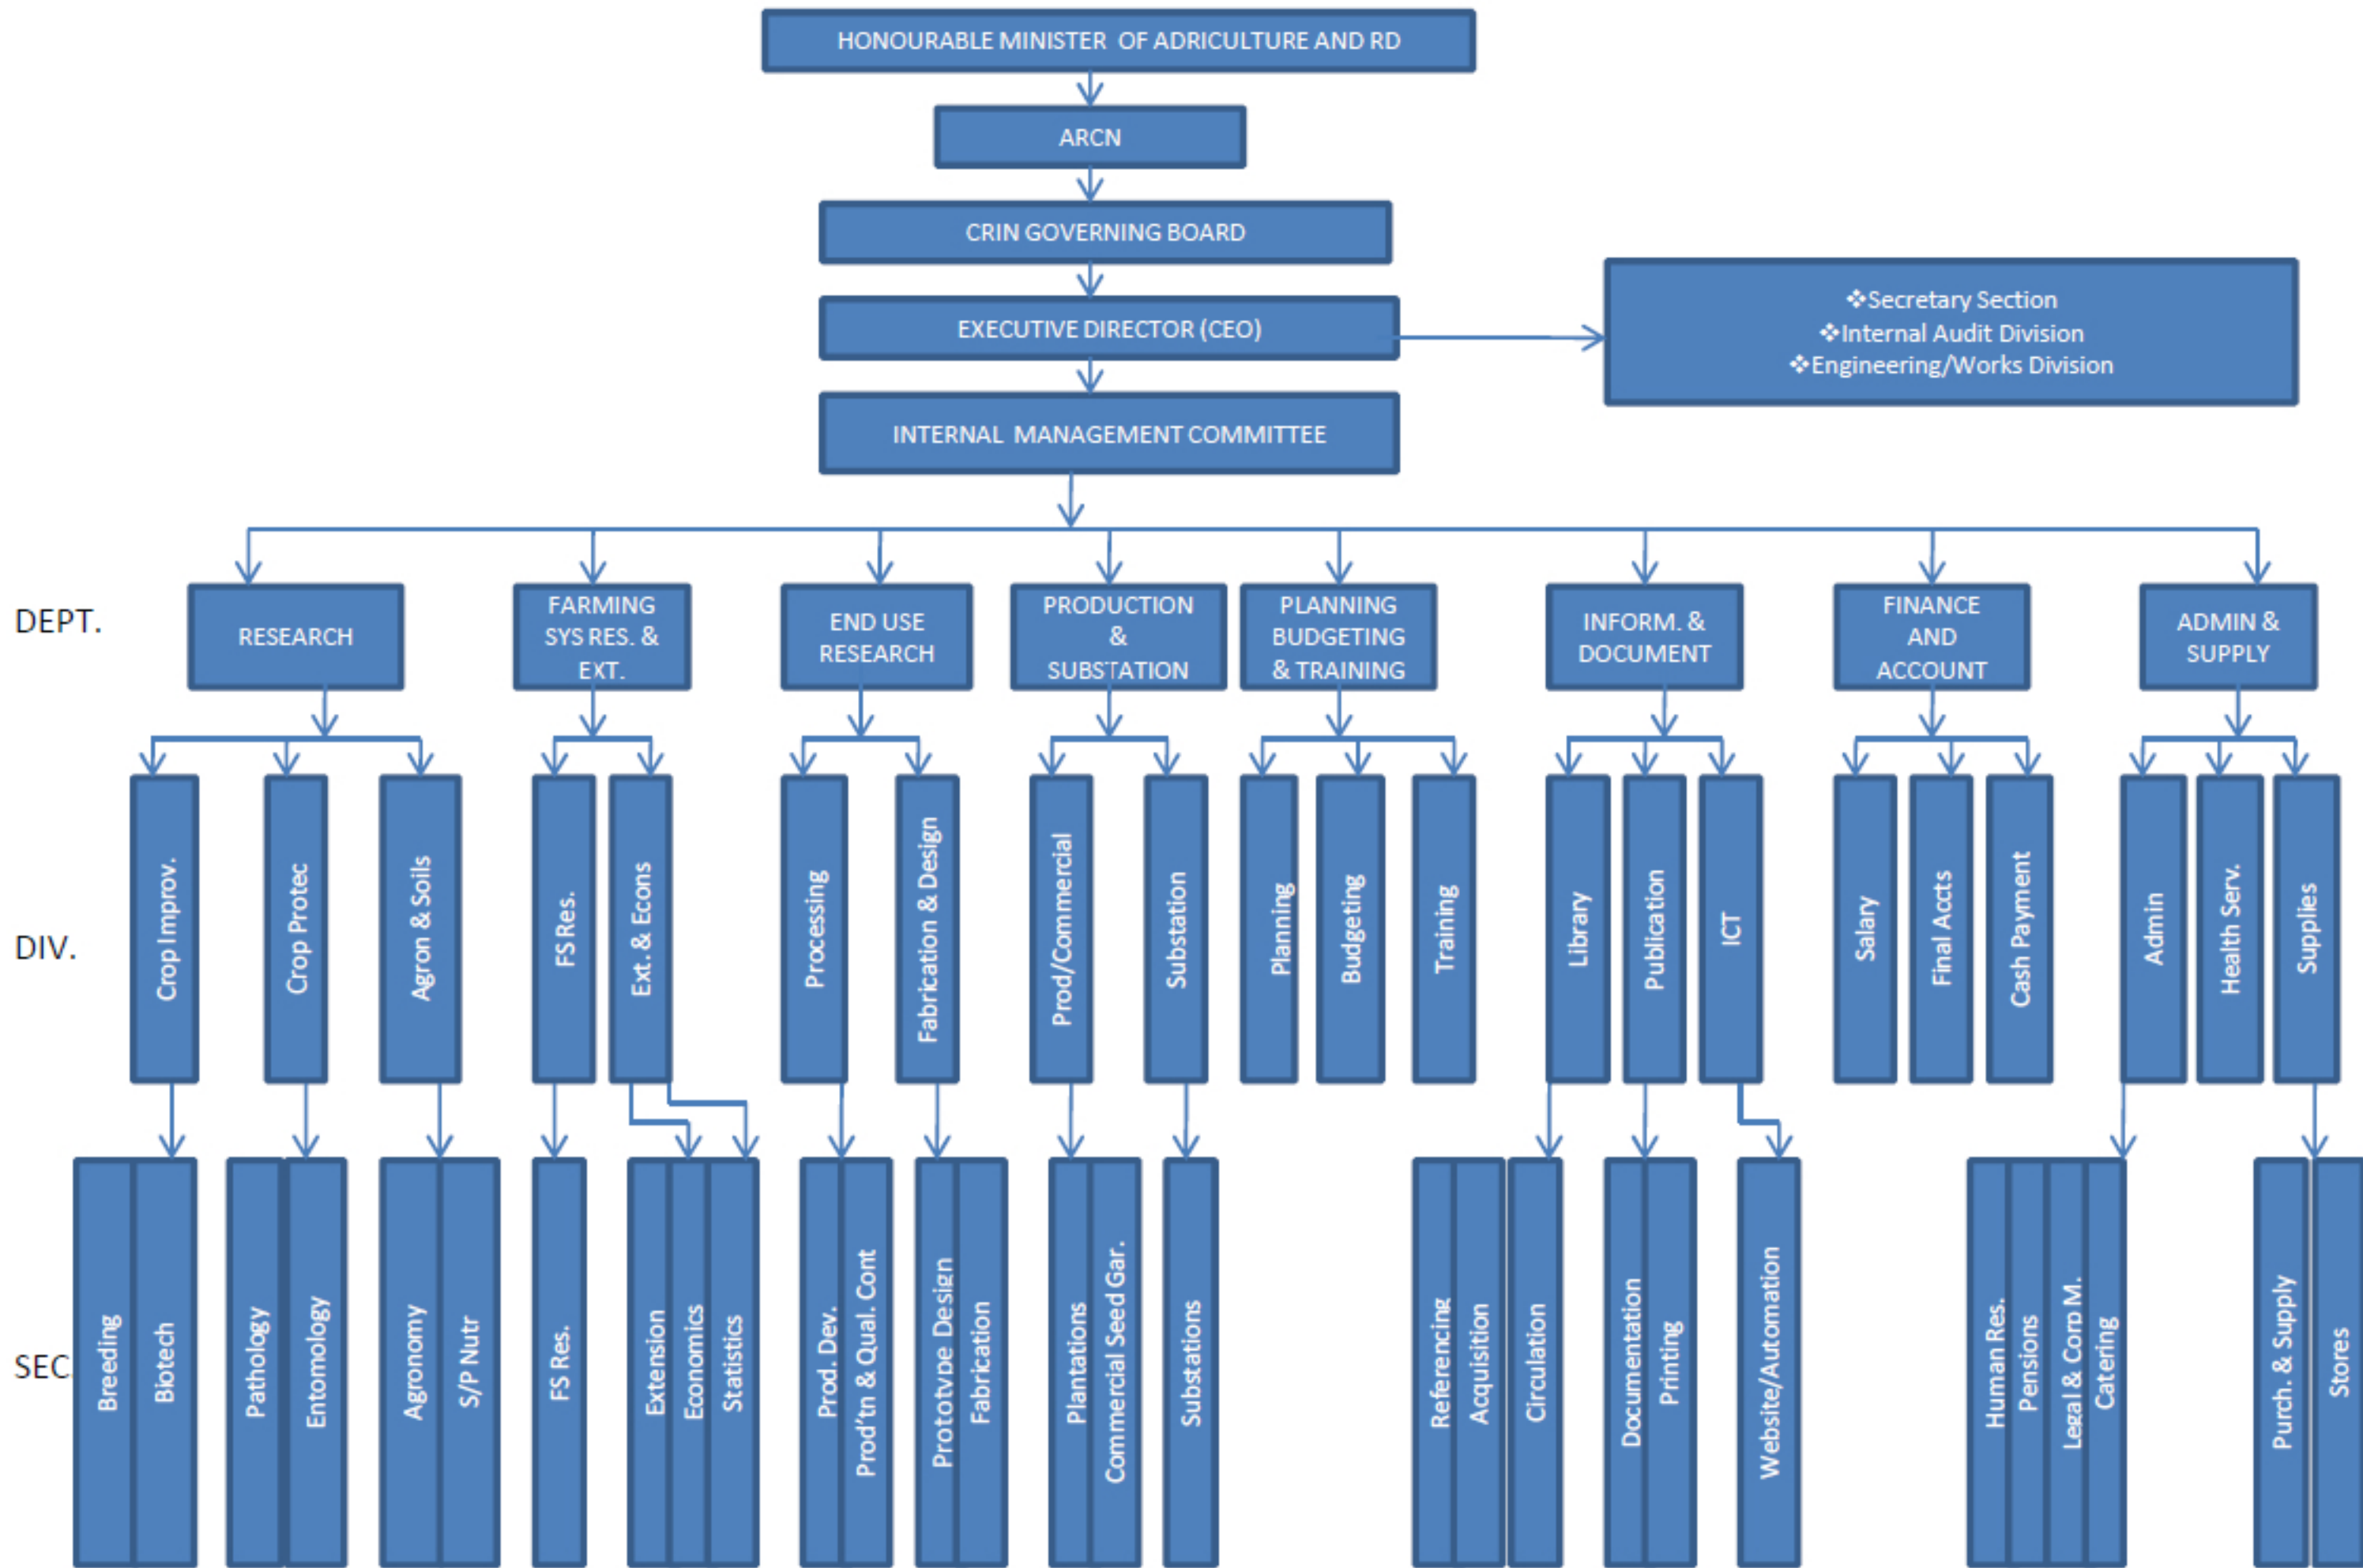 HONOURABLE MINISTER OF ADRICULTURE AND RD
ARCN
CRIN GOVERNING BOARD
EXECUTIVE DIRECTOR (CEO)
❖Secretary Section
❖Internal Audit Division
❖Engineering/Works Division
INTERNAL MANAGEMENT COMMITTEE
DEPT.
RESEARCH
FARMING
SYS RES. &
EXT.
END USE
RESEARCH
PRODUCTION
&
SUBSTATION
PLANNING
BUDGETING
& TRAINING
INFORM. &
DOCUMENT
FINANCE
AND
ACCOUNT
ADMIN &
SUPPLY
DIV.
Crop Improv.
Crop Protec
Agron & Soils
FS Res.
Ext. & Econs
Processing
Fabrication & Design
Prod/Commercial
Substation
Planning
Budgeting
Training
Library
Publication
ICT
Salary
Final Accts
Cash Payment
Admin
Health Serv.
Supplies
SEC.
Breeding
Biotech
Pathology
Entomology
Agronomy
S/P Nutr
FS Res.
Extension
Economics
Statistics
Prod. Dev.
Prod'tn & Qual. Cont
Prototype Design
Fabrication
Plantations
Commercial Seed Gar.
Substations
Referencing
Acquisition
Circulation
Documentation
Printing
Website/Automation
Human Res.
Pensions
Legal & Corp M.
Catering
Purch. & Supply
Stores